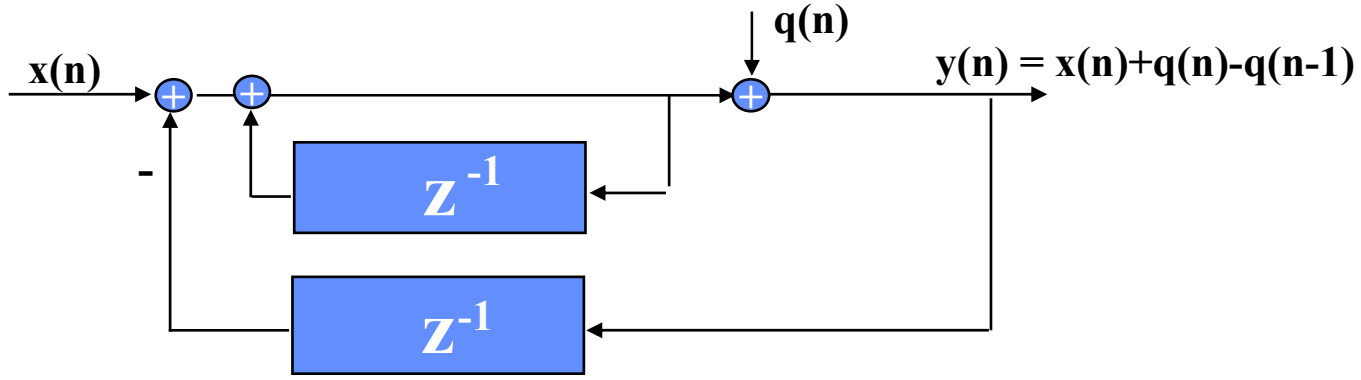 q(n)
x(n)
y(n) = x(n)+q(n)-q(n-1)
+
+
+
-
z -1
z-1